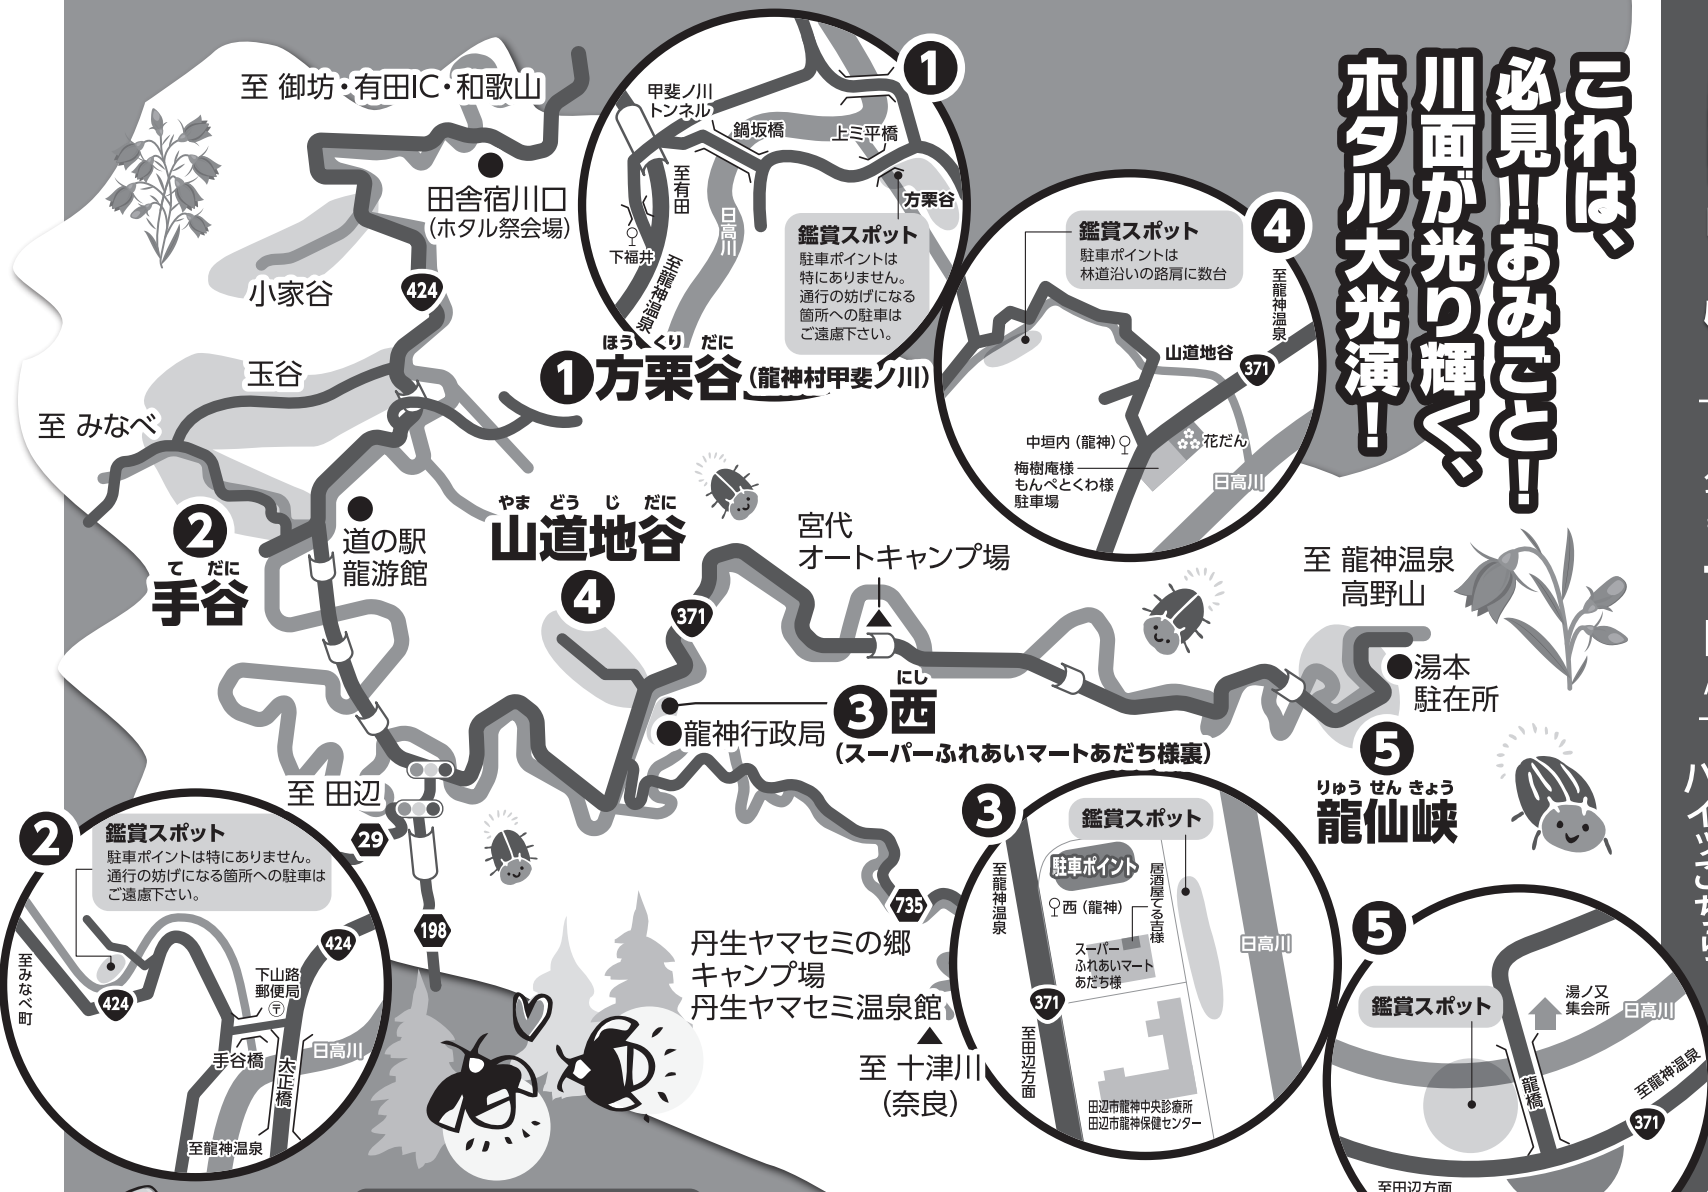 これは、
必見！おみごと！
川面が光り輝く、
ホタル大光演！
至 御坊・有田IC・和歌山
田舎宿川口
（ホタル祭会場）
小家谷
424
玉谷
至 みなべ
2
て だに
手谷
道の駅
龍游館
1
甲斐ノ川
トンネル
鍋坂橋
上ミ平橋
至有田
日高川
方栗谷
下福井
至龍神温泉
鑑賞スポット
駐車ポイントは
特にありません。
通行の妨げになる
箇所への駐車は
ご遠慮下さい。
ほう くり だに
1方栗谷（龍神村甲斐ノ川）
4
鑑賞スポット
駐車ポイントは
林道沿いの路肩に数台
至龍神温泉
山道地谷
371
中垣内（龍神）
花だん
梅樹庵様
もんぺとくわ様
駐車場
日高川
やま どう じ だに
山道地谷
4
371
宮代
オートキャンプ場
至 龍神温泉
高野山
湯本
駐在所
5
りゅう せん きょう
龍仙峡
にし
3西
（スーパーふれあいマートあだち様裏）
龍神行政局
至 田辺
29
198
735
丹生ヤマセミの郷
キャンプ場
丹生ヤマセミ温泉館
至 十津川
（奈良）
2
鑑賞スポット
駐車ポイントは特にありません。
通行の妨げになる箇所への駐車は
ご遠慮下さい。
至みなべ町
424
424
下山路
郵便局
手谷橋
大正橋
日高川
至龍神温泉
3
鑑賞スポット
駐車ポイント
至龍神温泉
西（龍神）
居酒屋てる吉様
スーパー
ふれあいマート
あだち様
日高川
371
至田辺方面
田辺市龍神中央診療所
田辺市龍神保健センター
5
鑑賞スポット
湯ノ又
集会所
日高川
龍橋
至龍神温泉
371
至田辺方面